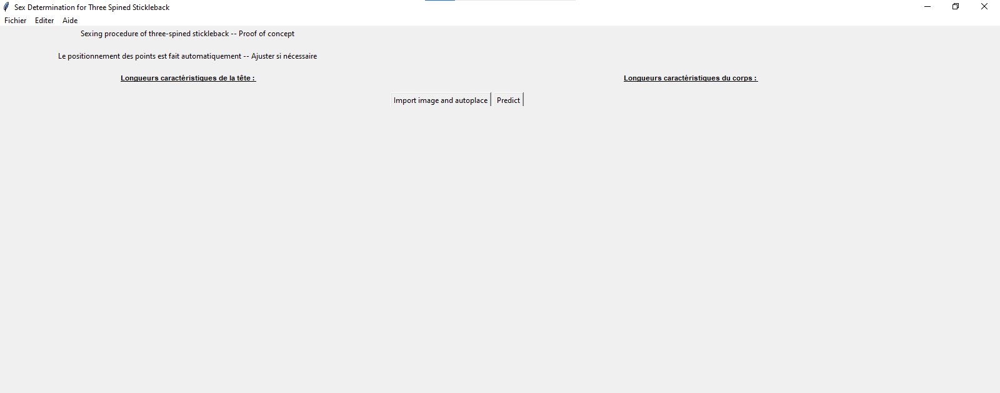 Sex Determination for Three Spined Stickleback
Fichier Editer Aide
Sexing procedure of three-spined stickleback -- Proof of concept
Le positionnement des points est fait automatiquement -- Ajuster si nécessaire
Longueurs caractéristiques de la tête : Longueurs caractéristiques du corps :
Import image and autoplace Predict